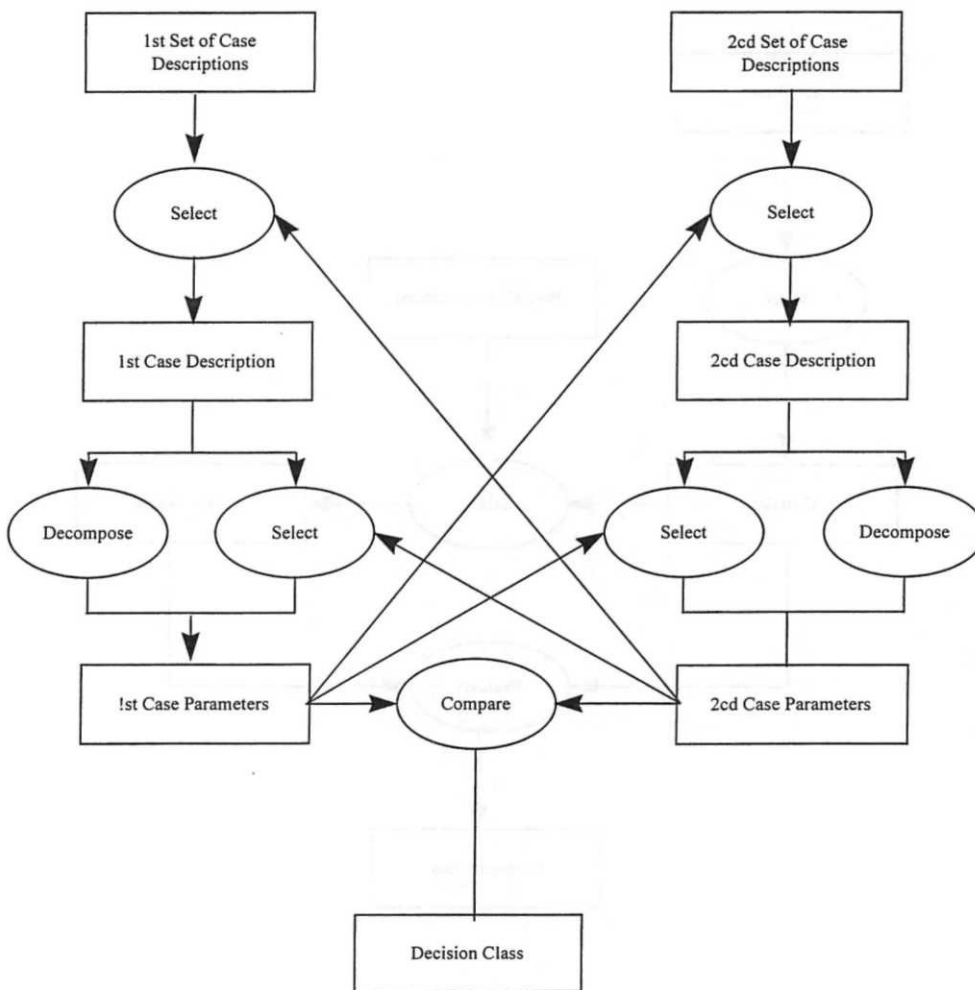 1st Set of Case
Descriptions
2cd Set of Case
Descriptions
Select
Select
1st Case Description
2cd Case Description
Decompose
Select
Select
Decompose
!st Case Parameters
Compare
2cd Case Parameters
Decision Class